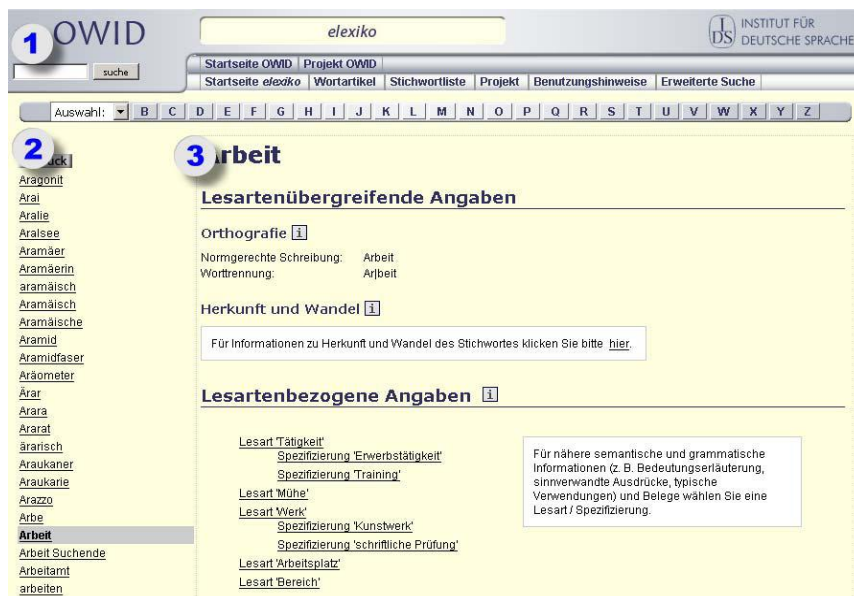 1 OWID
elexiko
INSTITUT FÜR
IDS DEUTSCHE SPRACHE
suche
Startseite OWID Projekt OWID
Startseite elexiko Wortartikel Stichwortliste Projekt Benutzungshinweise Erweiterte Suche
Auswahl: B C D E F G H I J K L M N O P Q R S T U V W X Y Z
2
Aragonit
Arai
Aralie
Aralsee
Aramäer
Aramäerin
aramäisch
Aramäisch
Aramäische
Aramid
Aramidfaser
Aräometer
Ärar
Arara
Ararat
ärarisch
Araukaner
Araukarie
Arazzo
Arbe
Arbeit
Arbeit Suchende
Arbeitamt
arbeiten
3 Arbeit
Lesartenübergreifende Angaben
Orthografie i
Normgerechte Schreibung: Arbeit
Worttrennung: Ar|beit
Herkunft und Wandel i
Für Informationen zu Herkunft und Wandel des Stichwortes klicken Sie bitte hier.
Lesartenbezogene Angaben i
Lesart 'Tätigkeit'
Spezifizierung 'Erwerbstätigkeit'
Spezifizierung 'Training'
Lesart 'Mühe'
Lesart 'Werk'
Spezifizierung 'Kunstwerk'
Spezifizierung 'schriftliche Prüfung'
Lesart 'Arbeitsplatz'
Lesart 'Bereich'
Für nähere semantische und grammatische
Informationen (z. B. Bedeutungserläuterung,
sinnverwandte Ausdrücke, typische
Verwendungen) und Belege wählen Sie eine
Lesart / Spezifizierung.